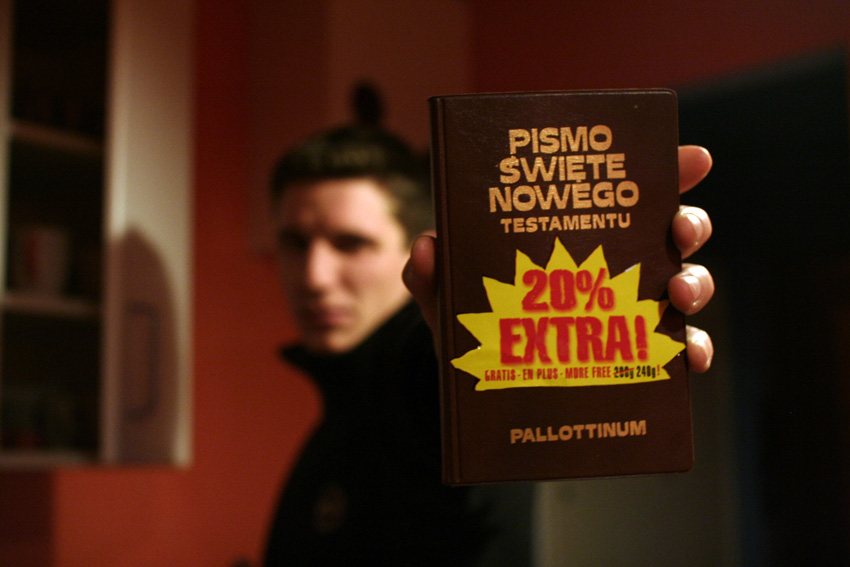 PISMO
ŚWIĘTE
NOWEGO
TESTAMENTU
20%
EXTRA!
GRATIS - EN PLUS - MORE FREE 200g 240g!
PALLOTTINUM